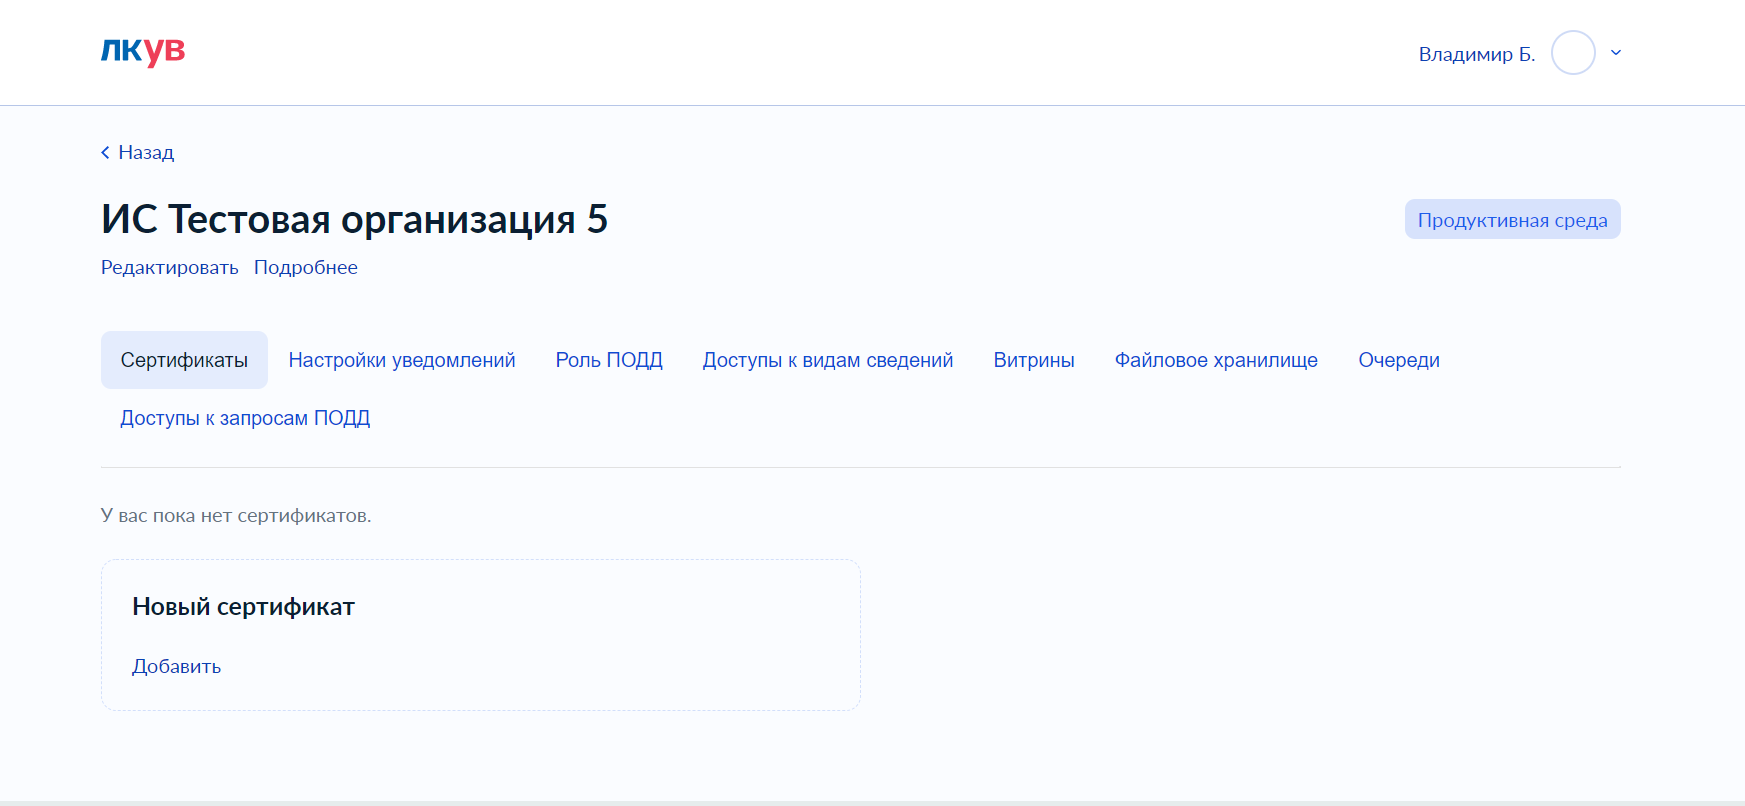 лкув
Владимир Б.
Назад
ИС Тестовая организация 5
Продуктивная среда
Редактировать Подробнее
Сертификаты Настройки уведомлений Роль ПОДД Доступы к видам сведений Витрины Файловое хранилище Очереди
Доступы к запросам ПОДД
У вас пока нет сертификатов.
Новый сертификат
Добавить